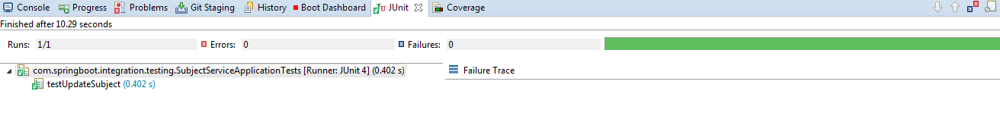 Console Progress Problems Git Staging History Boot Dashboard JUnit Coverage
Finished after 10.29 seconds
Runs: 1/1 Errors: 0 Failures: 0
com.springboot.integration.testing.SubjectServiceApplicationTests [Runner: JUnit 4] (0.402 s) Failure Trace
testUpdateSubject (0.402 s)